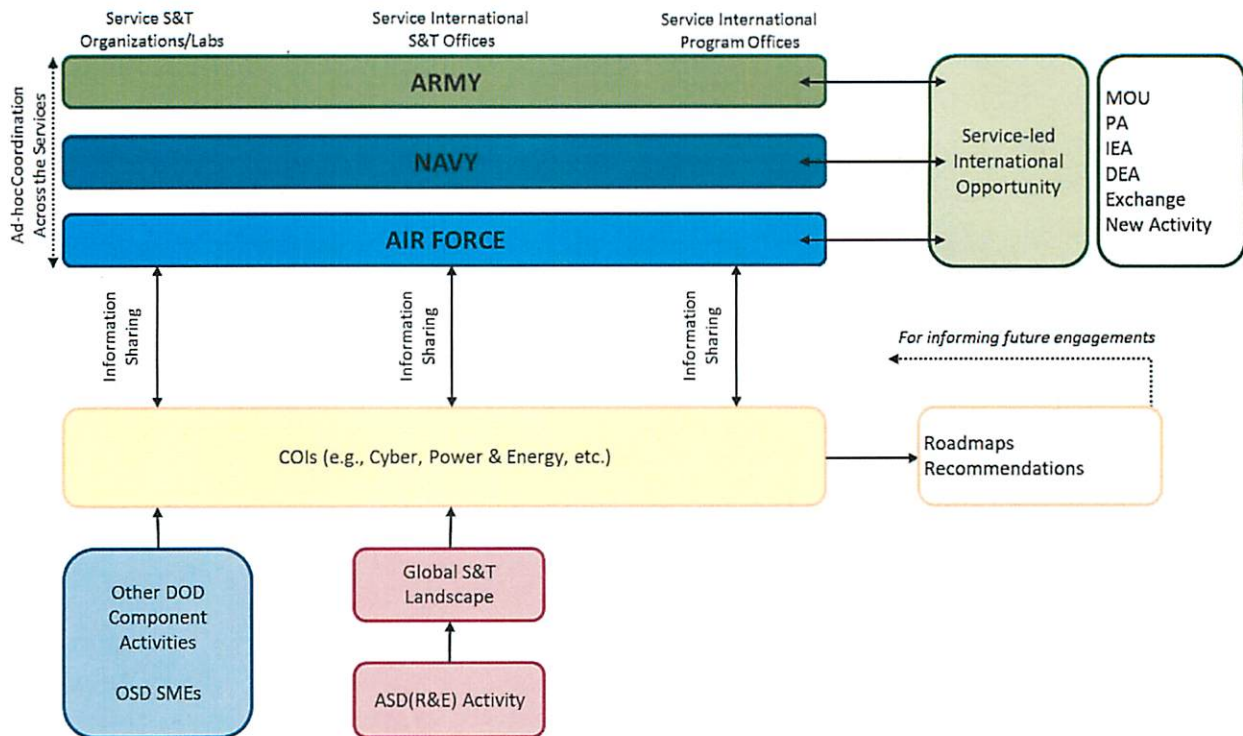 Service S&T
Organizations/Labs
Service International
S&T Offices
Service International
Program Offices
Ad-hoc Coordination
Across the Services
ARMY
NAVY
AIR FORCE
Service-led
International
Opportunity
MOU
PA
IEA
DEA
Exchange
New Activity
Information
Sharing
Information
Sharing
Information
Sharing
For informing future engagements
COIs (e.g., Cyber, Power & Energy, etc.)
Roadmaps
Recommendations
Other DOD
Component
Activities
OSD SMEs
Global S&T
Landscape
ASD(R&E) Activity